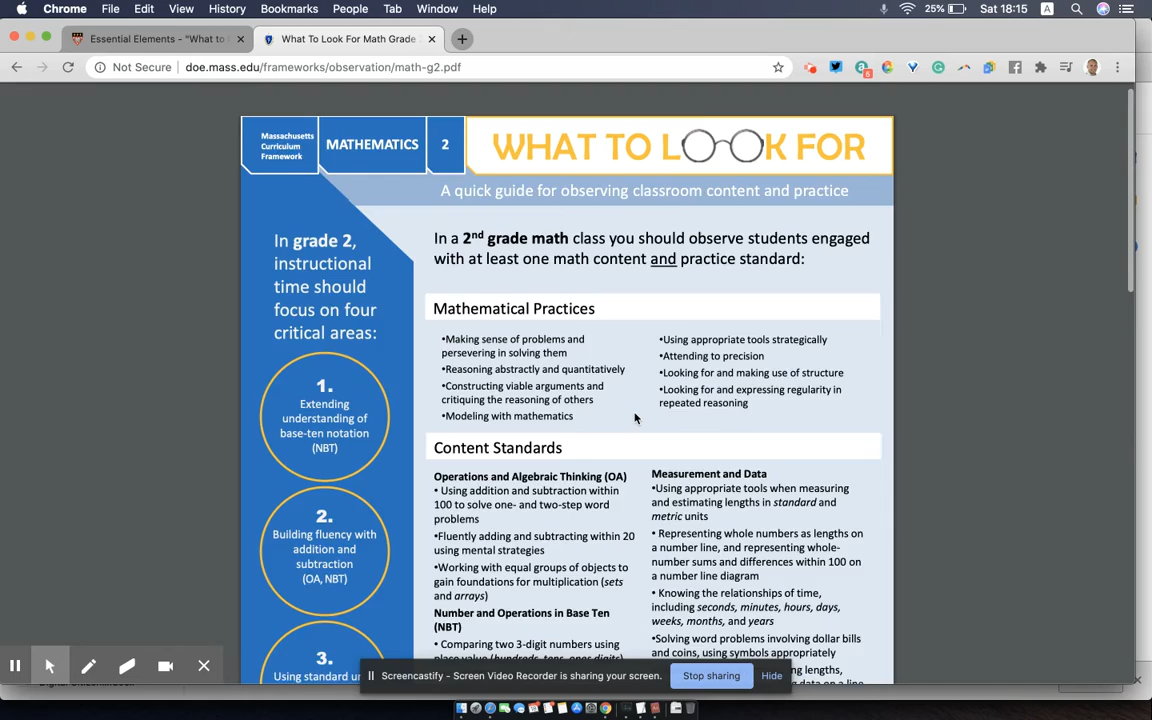 Chrome File Edit View History Bookmarks People Tab Window Help 25% Sat 18:15 A
Essential Elements - "What to
What To Look For Math Grade
Not Secure doe.mass.edu/frameworks/observation/math-g2.pdf
Massachusetts
Curriculum
Framework
MATHEMATICS
2
WHAT TO LOOK FOR
A quick guide for observing classroom content and practice
In grade 2,
instructional
time should
focus on four
critical areas:
1.
Extending
understanding of
base-ten notation
(NBT)
2.
Building fluency with
addition and
subtraction
(OA, NBT)
3.
Using standard
In a 2nd grade math class you should observe students engaged
with at least one math content and practice standard:
Mathematical Practices
•Making sense of problems and
persevering in solving them
•Reasoning abstractly and quantitatively
•Constructing viable arguments and
critiquing the reasoning of others
•Modeling with mathematics
•Using appropriate tools strategically
•Attending to precision
•Looking for and making use of structure
•Looking for and expressing regularity in
repeated reasoning
Content Standards
Operations and Algebraic Thinking (OA)
• Using addition and subtraction within
100 to solve one- and two-step word
problems
•Fluently adding and subtracting within 20
using mental strategies
•Working with equal groups of objects to
gain foundations for multiplication (sets
and arrays)
Number and Operations in Base Ten
(NBT)
• Comparing two 3-digit numbers using
place value (hundreds, tens, ones digits)
Measurement and Data
•Using appropriate tools when measuring
and estimating lengths in standard and
metric units
• Representing whole numbers as lengths on
a number line, and representing whole-
number sums and differences within 100 on
a number line diagram
• Knowing the relationships of time,
including seconds, minutes, hours, days,
weeks, months, and years
•Solving word problems involving dollar bills
and coins, using symbols appropriately
lengths,
data on a line
Screencastify - Screen Video Recorder is sharing your screen. Stop sharing Hide